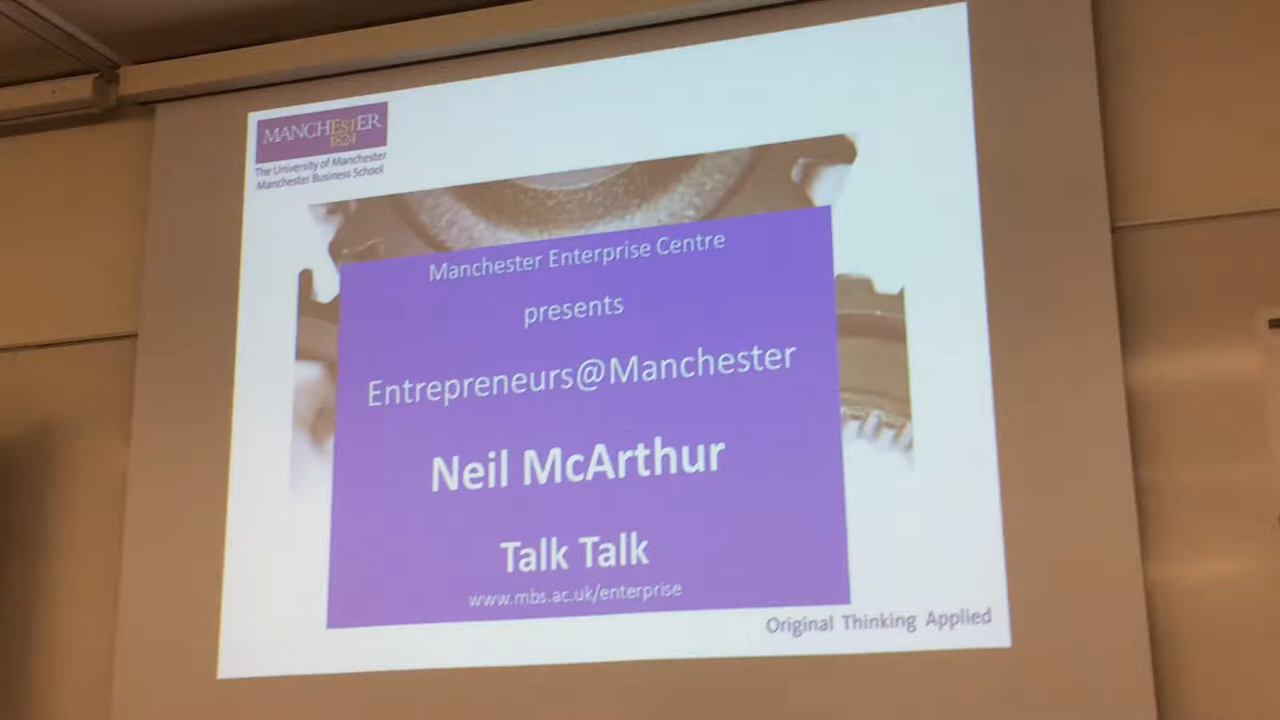 MANCHESTER
1824
The University of Manchester
Manchester Business School
Manchester Enterprise Centre
presents
Entrepreneurs@Manchester
Neil McArthur
Talk Talk
www.mbs.ac.uk/enterprise
Original Thinking Applied